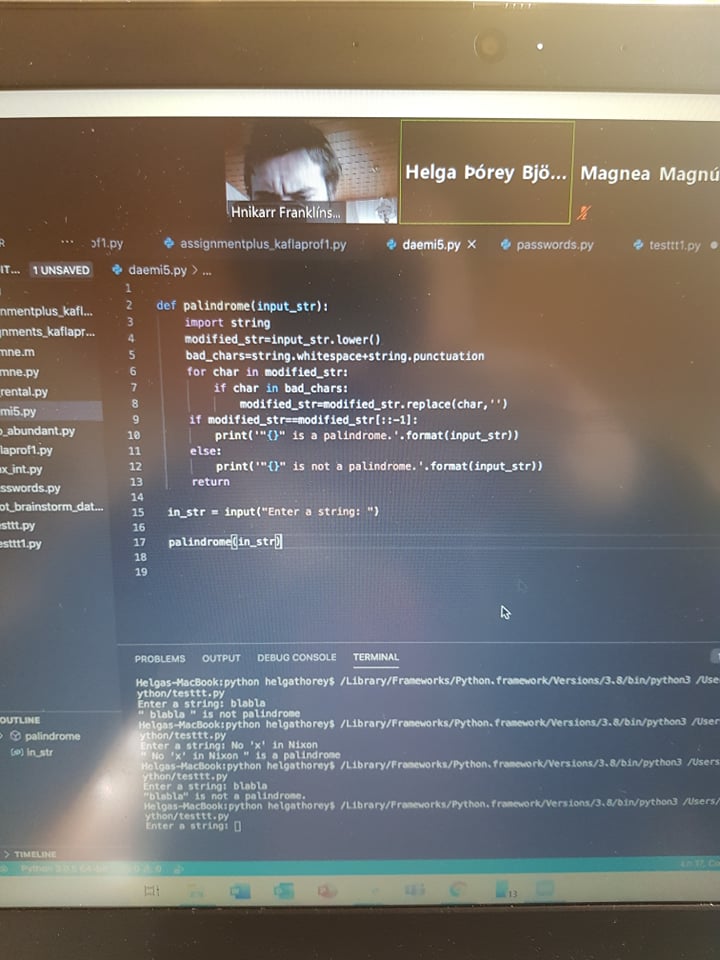 Hnikarr Franklíns...
Helga Þórey Bjö...
Magnea Magnú
R
... of1.py
assignmentplus_kaflaprof1.py
daemi5.py ×
passwords.py
testtt1.py
IT... 1 UNSAVED
daemi5.py > ...
nmentplus_kafl...
gnments_kaflapr...
mne.m
mne.py
rental.py
mi5.py
o_abundant.py
flaprof1.py
ex_int.py
sswords.py
ot_brainstorm_dat...
esttt.py
esttt1.py
1
2 def palindrome(input_str):
3 import string
4 modified_str=input_str.lower()
5 bad_chars=string.whitespace+string.punctuation
6 for char in modified_str:
7 if char in bad_chars:
8 modified_str=modified_str.replace(char,'')
9 if modified_str==modified_str[::-1]:
10 print('"{}" is a palindrome.'.format(input_str))
11 else:
12 print('"{}" is not a palindrome.'.format(input_str))
13 return
14
15 in_str = input("Enter a string: ")
16
17 palindrome(in_str)
18
19
PROBLEMS OUTPUT DEBUG CONSOLE TERMINAL
Helgas-MacBook:python helgathorey$ /Library/Frameworks/Python.framework/Versions/3.8/bin/python3 /Use
ython/testtt.py
Enter a string: blabla
" blabla " is not palindrome
Helgas-MacBook:python helgathorey$ /Library/Frameworks/Python.framework/Versions/3.8/bin/python3 /User
ython/testtt.py
Enter a string: No 'x' in Nixon
" No 'x' in Nixon " is a palindrome
Helgas-MacBook:python helgathorey$ /Library/Frameworks/Python.framework/Versions/3.8/bin/python3 /Users
ython/testtt.py
Enter a string: blabla
"blabla" is not a palindrome.
Helgas-MacBook:python helgathorey$ /Library/Frameworks/Python.framework/Versions/3.8/bin/python3 /Users/
ython/testtt.py
Enter a string:
OUTLINE
palindrome
in_str
> TIMELINE
Python 3.8.5 64-bit 0 0
Ln 17, Co
13